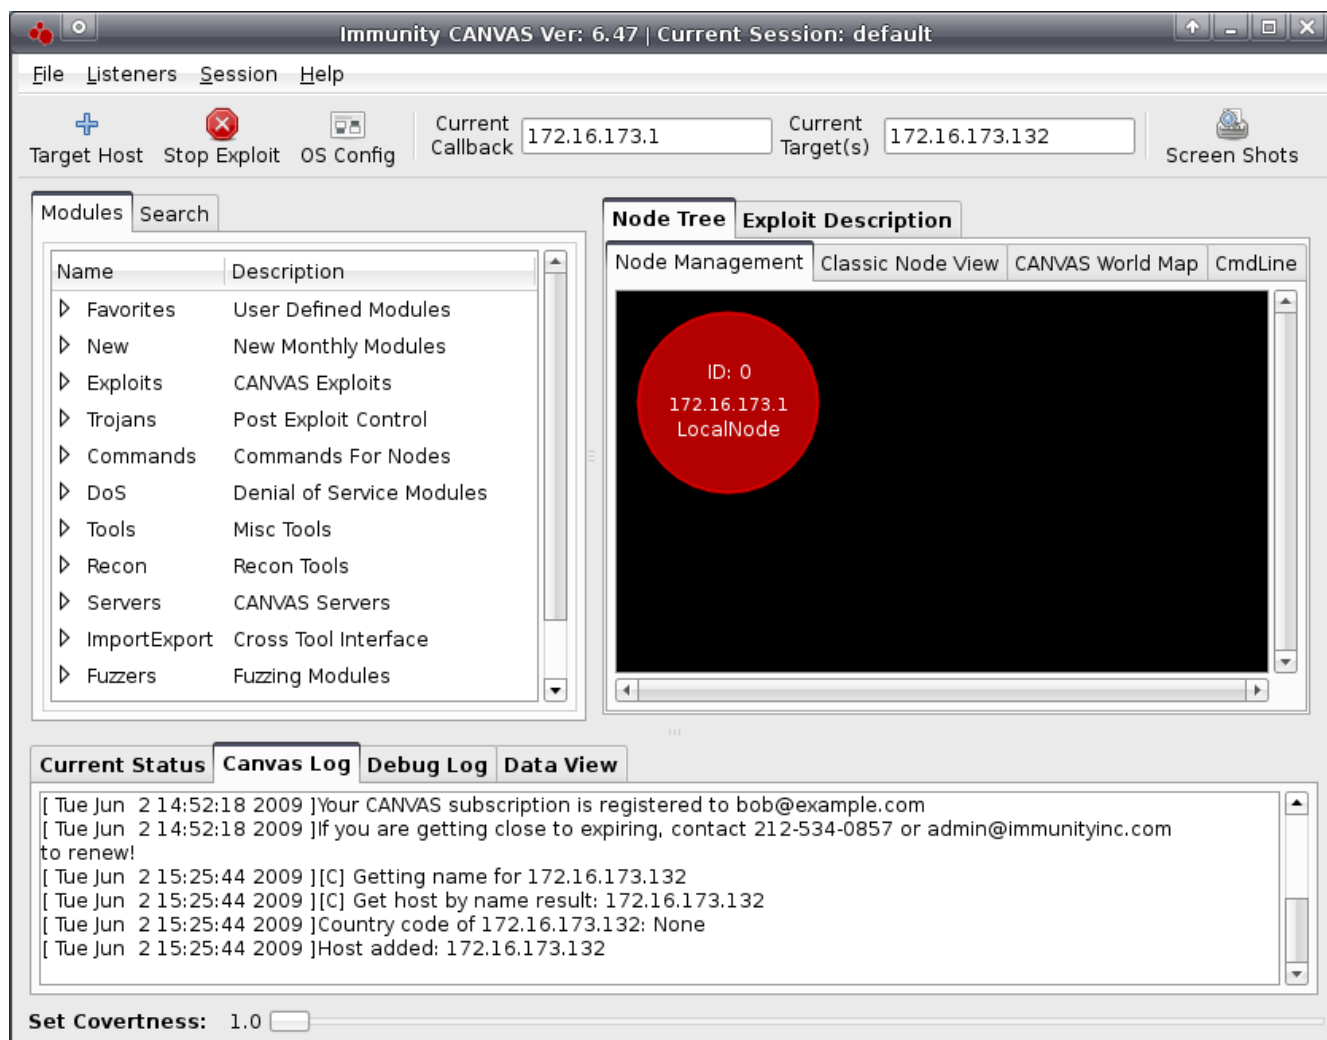 Immunity CANVAS Ver: 6.47 | Current Session: default
File Listeners Session Help
Target Host Stop Exploit OS Config
Current Callback 172.16.173.1
Current Target(s) 172.16.173.132
Screen Shots
Modules Search
Name Description
Favorites User Defined Modules
New New Monthly Modules
Exploits CANVAS Exploits
Trojans Post Exploit Control
Commands Commands For Nodes
DoS Denial of Service Modules
Tools Misc Tools
Recon Recon Tools
Servers CANVAS Servers
ImportExport Cross Tool Interface
Fuzzers Fuzzing Modules
Node Tree Exploit Description
Node Management Classic Node View CANVAS World Map CmdLine
ID: 0
172.16.173.1
LocalNode
Current Status Canvas Log Debug Log Data View
[ Tue Jun  2 14:52:18 2009 ]Your CANVAS subscription is registered to bob@example.com
[ Tue Jun  2 14:52:18 2009 ]If you are getting close to expiring, contact 212-534-0857 or admin@immunityinc.com
to renew!
[ Tue Jun  2 15:25:44 2009 ][C] Getting name for 172.16.173.132
[ Tue Jun  2 15:25:44 2009 ][C] Get host by name result: 172.16.173.132
[ Tue Jun  2 15:25:44 2009 ]Country code of 172.16.173.132: None
[ Tue Jun  2 15:25:44 2009 ]Host added: 172.16.173.132
Set Covertness: 1.0